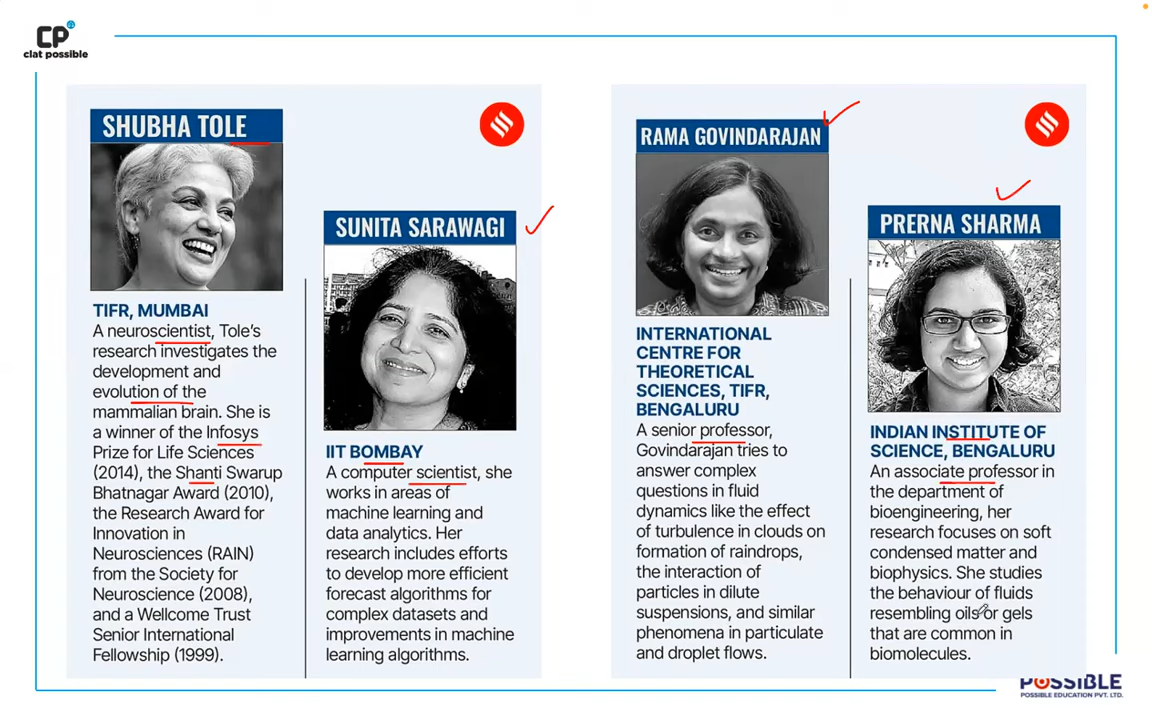 CP
clat possible
SHUBHA TOLE
TIFR, MUMBAI
A neuroscientist, Tole's
research investigates the
development and
evolution of the
mammalian brain. She is
a winner of the Infosys
Prize for Life Sciences
(2014), the Shanti Swarup
Bhatnagar Award (2010),
the Research Award for
Innovation in
Neurosciences (RAIN)
from the Society for
Neuroscience (2008),
and a Wellcome Trust
Senior International
Fellowship (1999).
SUNITA SARAWAGI
IIT BOMBAY
A computer scientist, she
works in areas of
machine learning and
data analytics. Her
research includes efforts
to develop more efficient
forecast algorithms for
complex datasets and
improvements in machine
learning algorithms.
RAMA GOVINDARAJAN
INTERNATIONAL
CENTRE FOR
THEORETICAL
SCIENCES, TIFR,
BENGALURU
A senior professor,
Govindarajan tries to
answer complex
questions in fluid
dynamics like the effect
of turbulence in clouds on
formation of raindrops,
the interaction of
particles in dilute
suspensions, and similar
phenomena in particulate
and droplet flows.
PRERNA SHARMA
INDIAN INSTITUTE OF
SCIENCE, BENGALURU
An associate professor in
the department of
bioengineering, her
research focuses on soft
condensed matter and
biophysics. She studies
the behaviour of fluids
resembling oils or gels
that are common in
biomolecules.
POSSIBLE
POSSIBLE EDUCATION PVT. LTD.